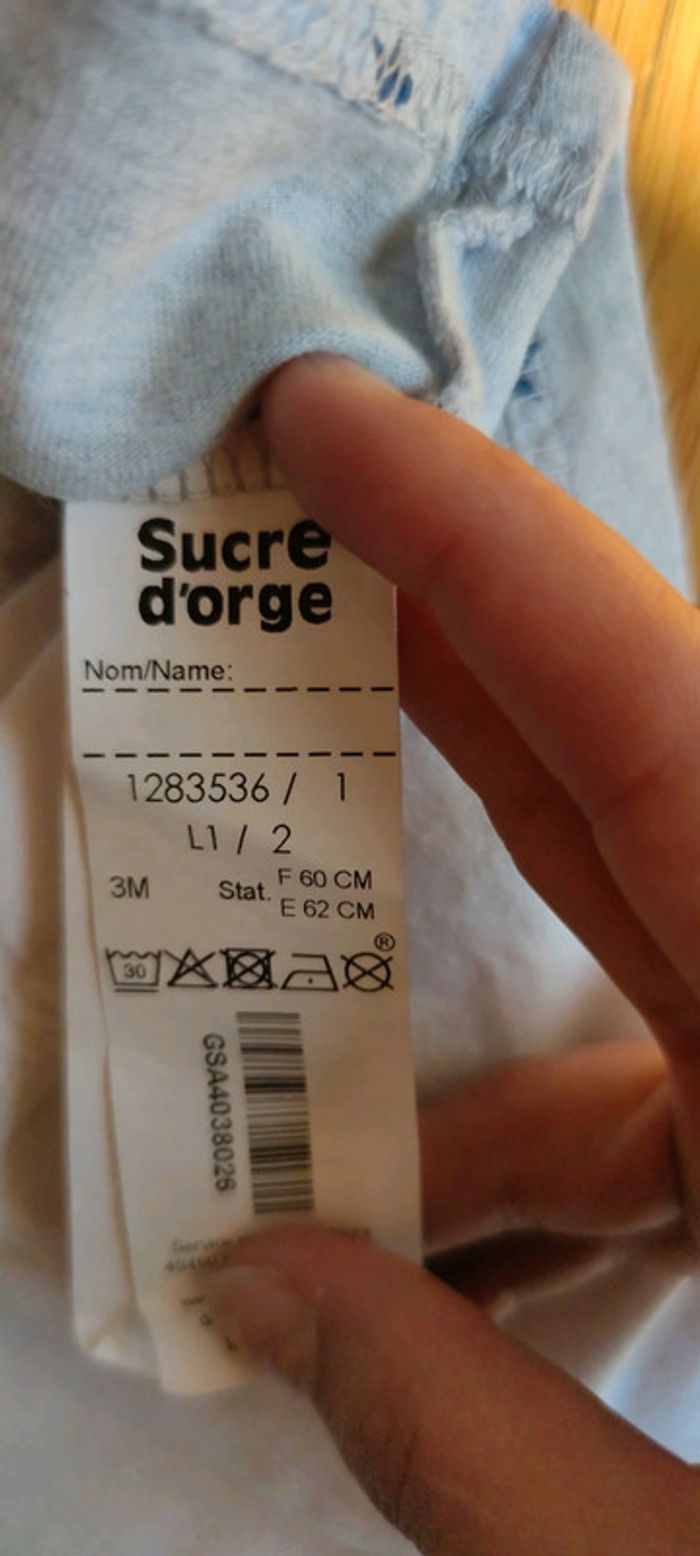 Sucre
d'orge
Nom/Name:
1283536 / 1
L1 / 2
3M Stat. F 60 CM
E 62 CM
®
30
GSA4038026